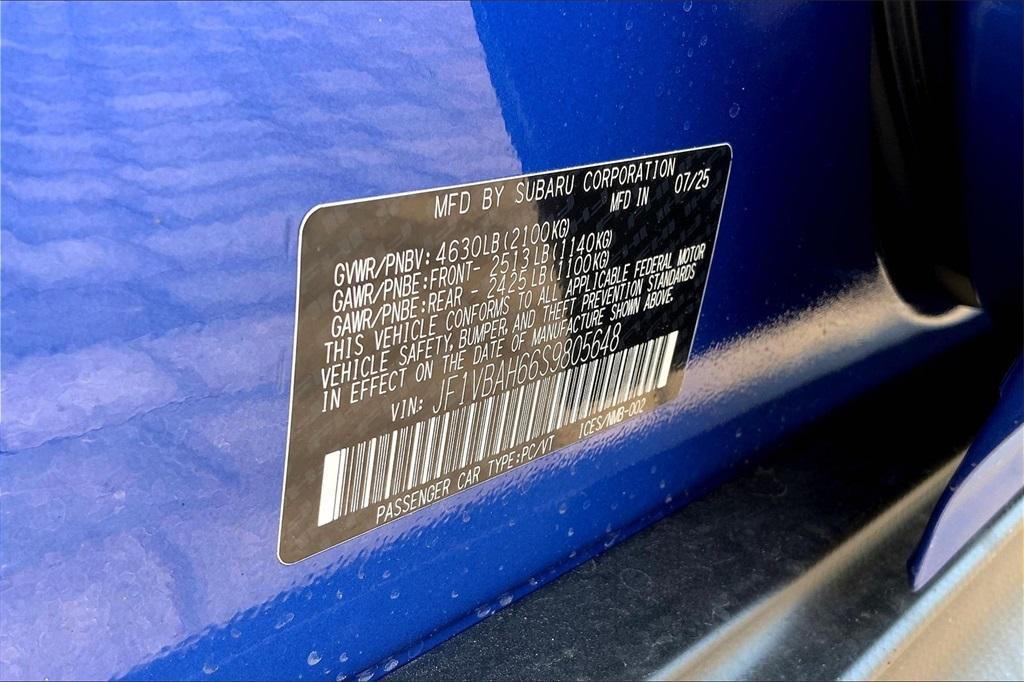 MFD BY SUBARU CORPORATION
MFD IN 07/25
GVWR/PNBV: 4630LB(2100KG)
GAWR/PNBE:FRONT- 2513LB(1140KG)
GAWR/PNBE:REAR - 2425LB(1100KG)
THIS VEHICLE CONFORMS TO ALL APPLICABLE FEDERAL MOTOR
VEHICLE SAFETY, BUMPER, AND THEFT PREVENTION STANDARDS
IN EFFECT ON THE DATE OF MANUFACTURE SHOWN ABOVE.
VIN: JF1VBAH66S9805648
PASSENGER CAR TYPE:PC/VT ICES/NMB-002